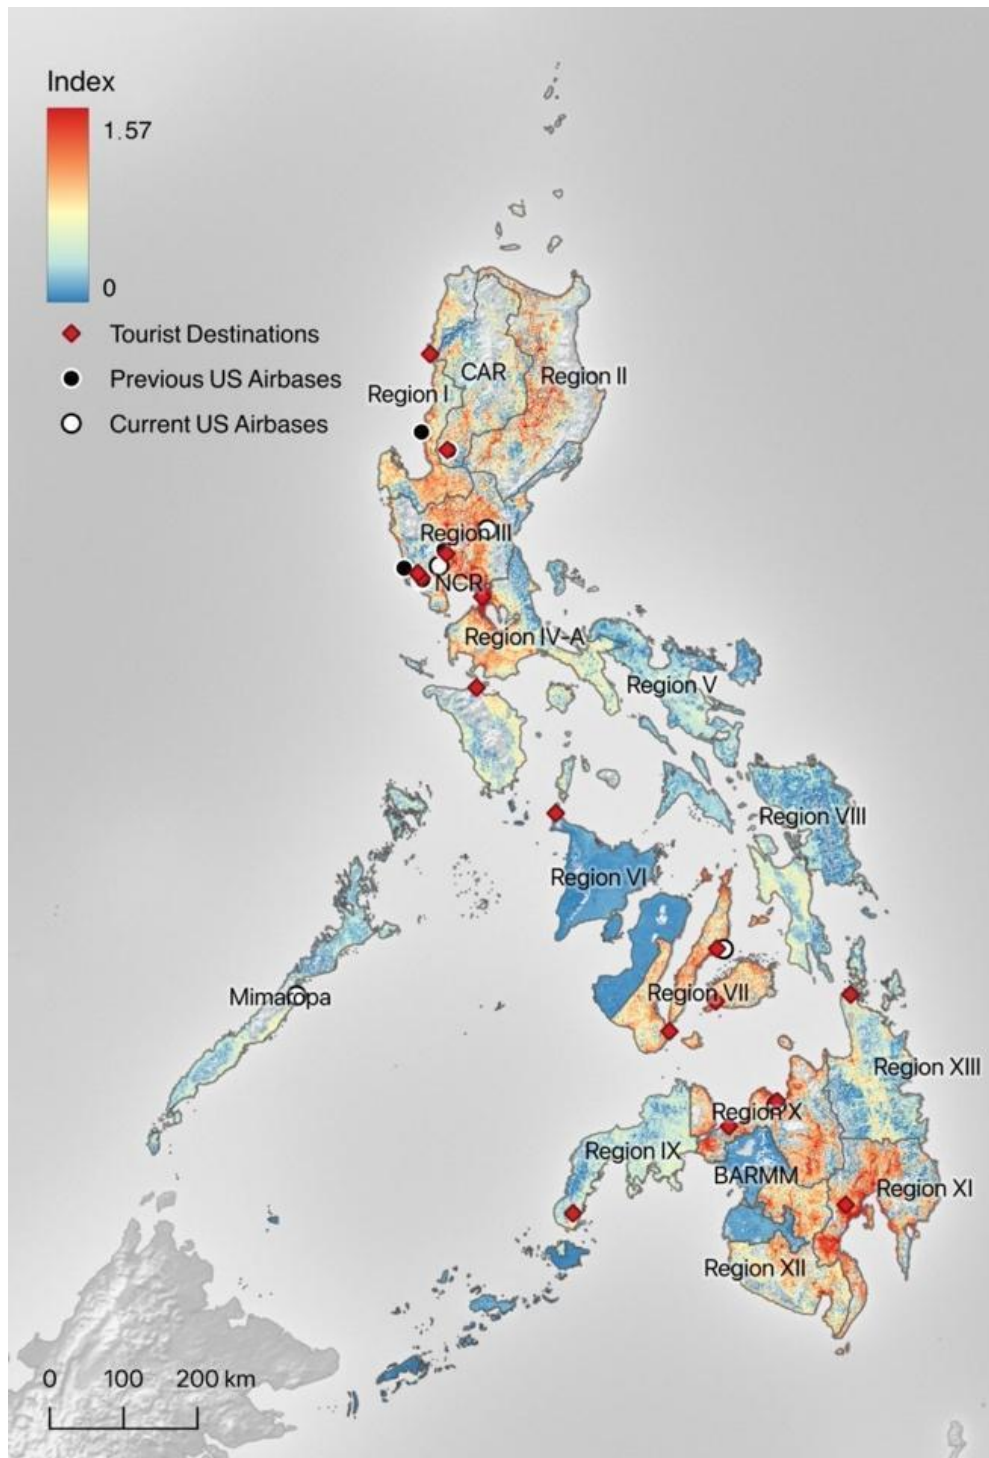 Index
1.57
0
Tourist Destinations
Previous US Airbases
Current US Airbases
CAR
Region II
Region I
Region III
NCR
Region IV-A
Region V
Region VIII
Region VI
Region VII
Mimaropa
Region XIII
Region X
Region IX
BARMM
Region XI
Region XII
0 100 200 km